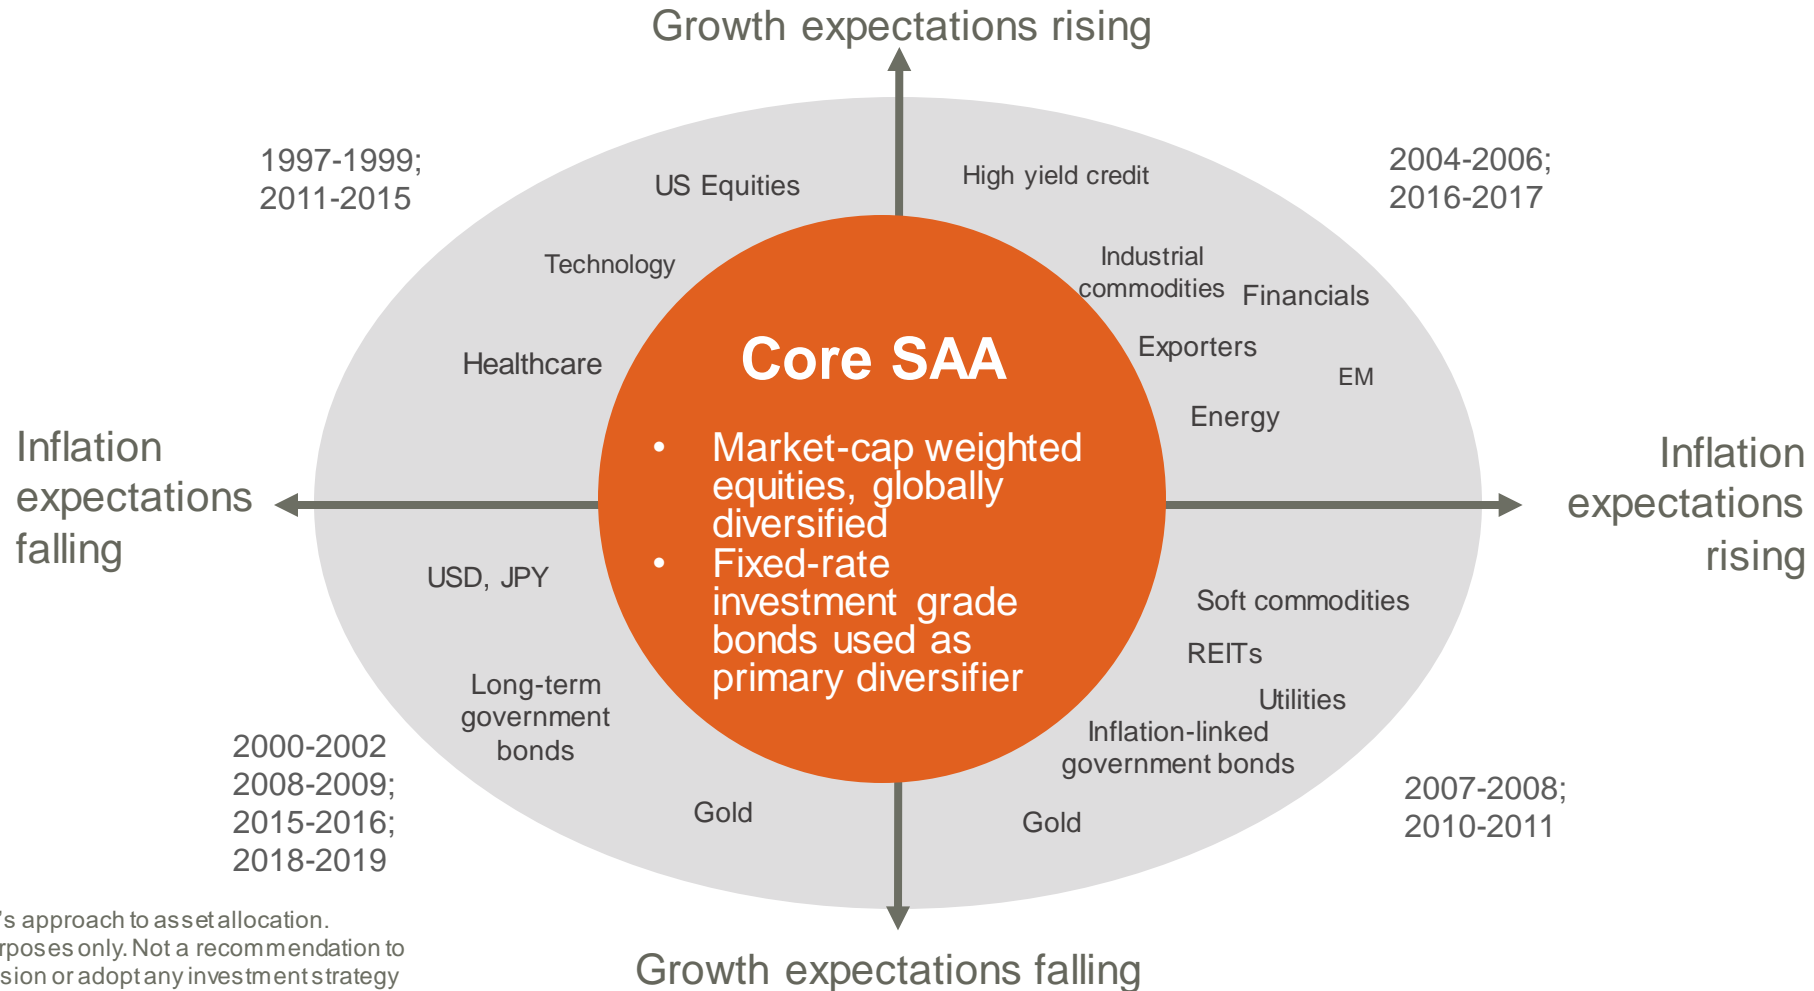 Growth expectations rising
1997-1999;
2011-2015
2004-2006;
2016-2017
US Equities
High yield credit
Technology
Industrial
commodities
Financials
Healthcare
Exporters
EM
Energy
Core SAA
• Market-cap weighted
equities, globally
diversified
• Fixed-rate
investment grade
bonds used as
primary diversifier
Inflation
expectations
falling
Inflation
expectations
rising
USD, JPY
Soft commodities
REITs
Utilities
Long-term
government
bonds
Inflation-linked
government bonds
Gold
Gold
2000-2002
2008-2009;
2015-2016;
2018-2019
2007-2008;
2010-2011
's approach to asset allocation.
rposes only. Not a recommendation to
sion or adopt any investment strategy
Growth expectations falling